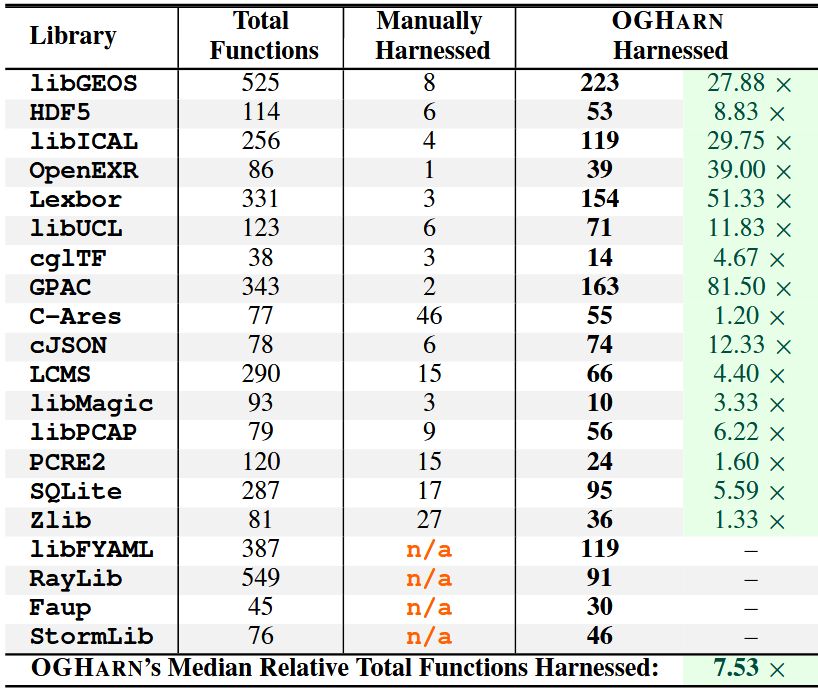 Library Total Functions Manually Harnessed OGHARN Harnessed
libGEOS 525 8 223 27.88 ×
HDF5 114 6 53 8.83 ×
libICAL 256 4 119 29.75 ×
OpenEXR 86 1 39 39.00 ×
Lexbor 331 3 154 51.33 ×
libUCL 123 6 71 11.83 ×
cglTF 38 3 14 4.67 ×
GPAC 343 2 163 81.50 ×
C-Ares 77 46 55 1.20 ×
cJSON 78 6 74 12.33 ×
LCMS 290 15 66 4.40 ×
libMagic 93 3 10 3.33 ×
libPCAP 79 9 56 6.22 ×
PCRE2 120 15 24 1.60 ×
SQLite 287 17 95 5.59 ×
Zlib 81 27 36 1.33 ×
libFYAML 387 n/a 119 –
RayLib 549 n/a 91 –
Faup 45 n/a 30 –
StormLib 76 n/a 46 –
OGHARN's Median Relative Total Functions Harnessed: 7.53 ×